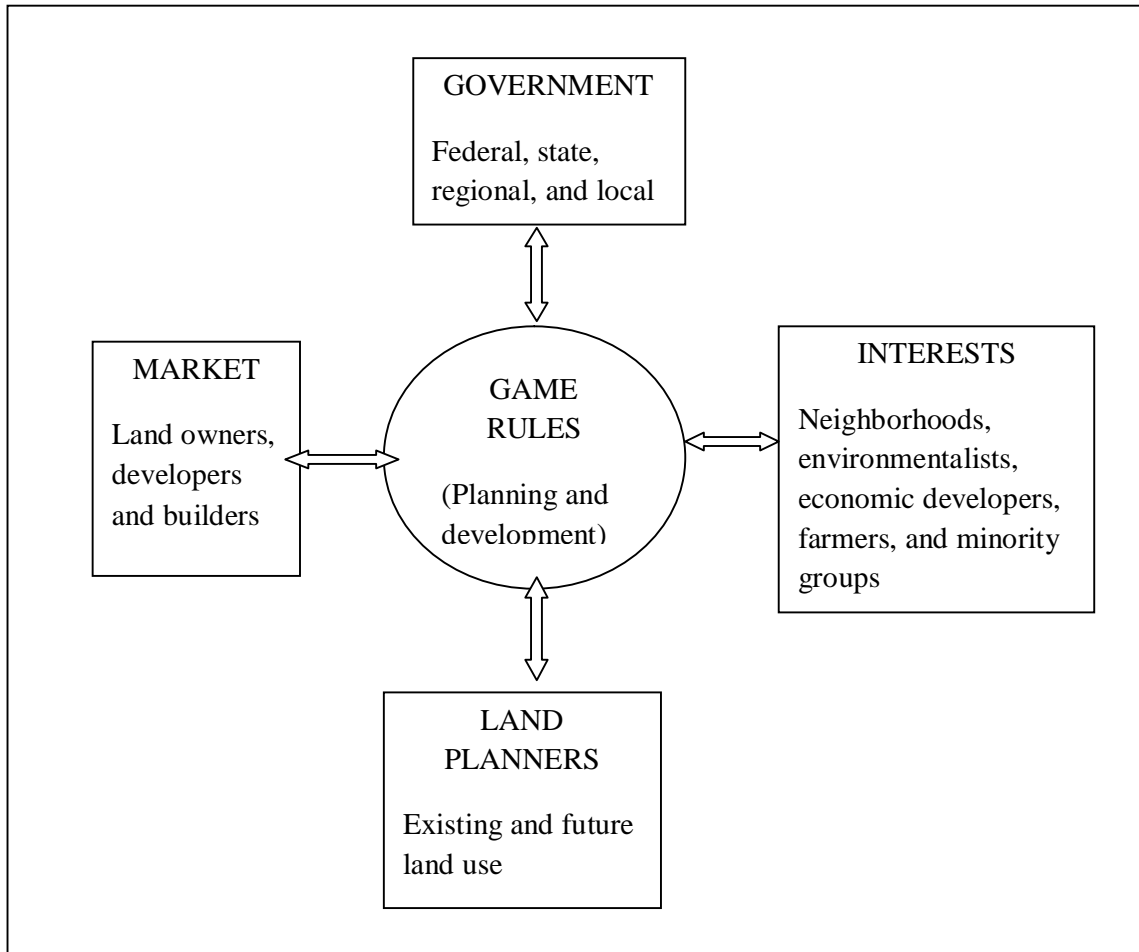 GOVERNMENT
Federal, state,
regional, and local
MARKET
Land owners,
developers
and builders
GAME
RULES
(Planning and
development)
INTERESTS
Neighborhoods,
environmentalists,
economic developers,
farmers, and minority
groups
LAND
PLANNERS
Existing and future
land use